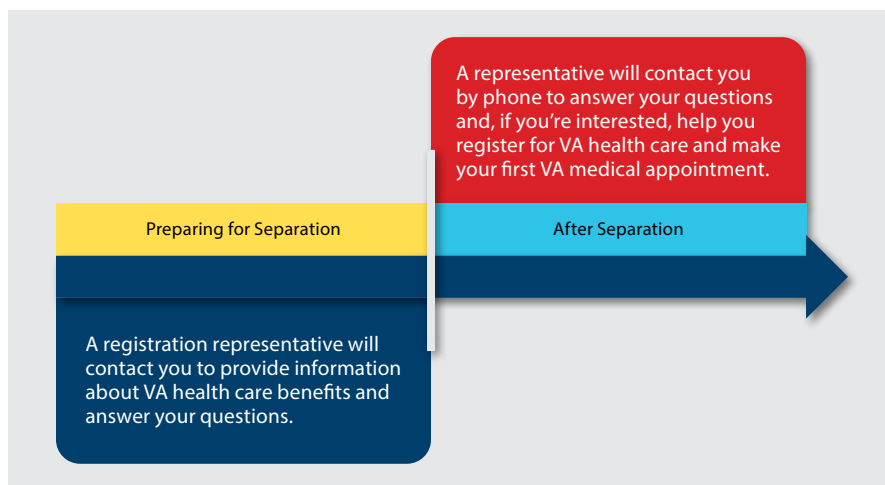 A representative will contact you
by phone to answer your questions
and, if you’re interested, help you
register for VA health care and make
your first VA medical appointment.
Preparing for Separation
After Separation
A registration representative will
contact you to provide information
about VA health care benefits and
answer your questions.